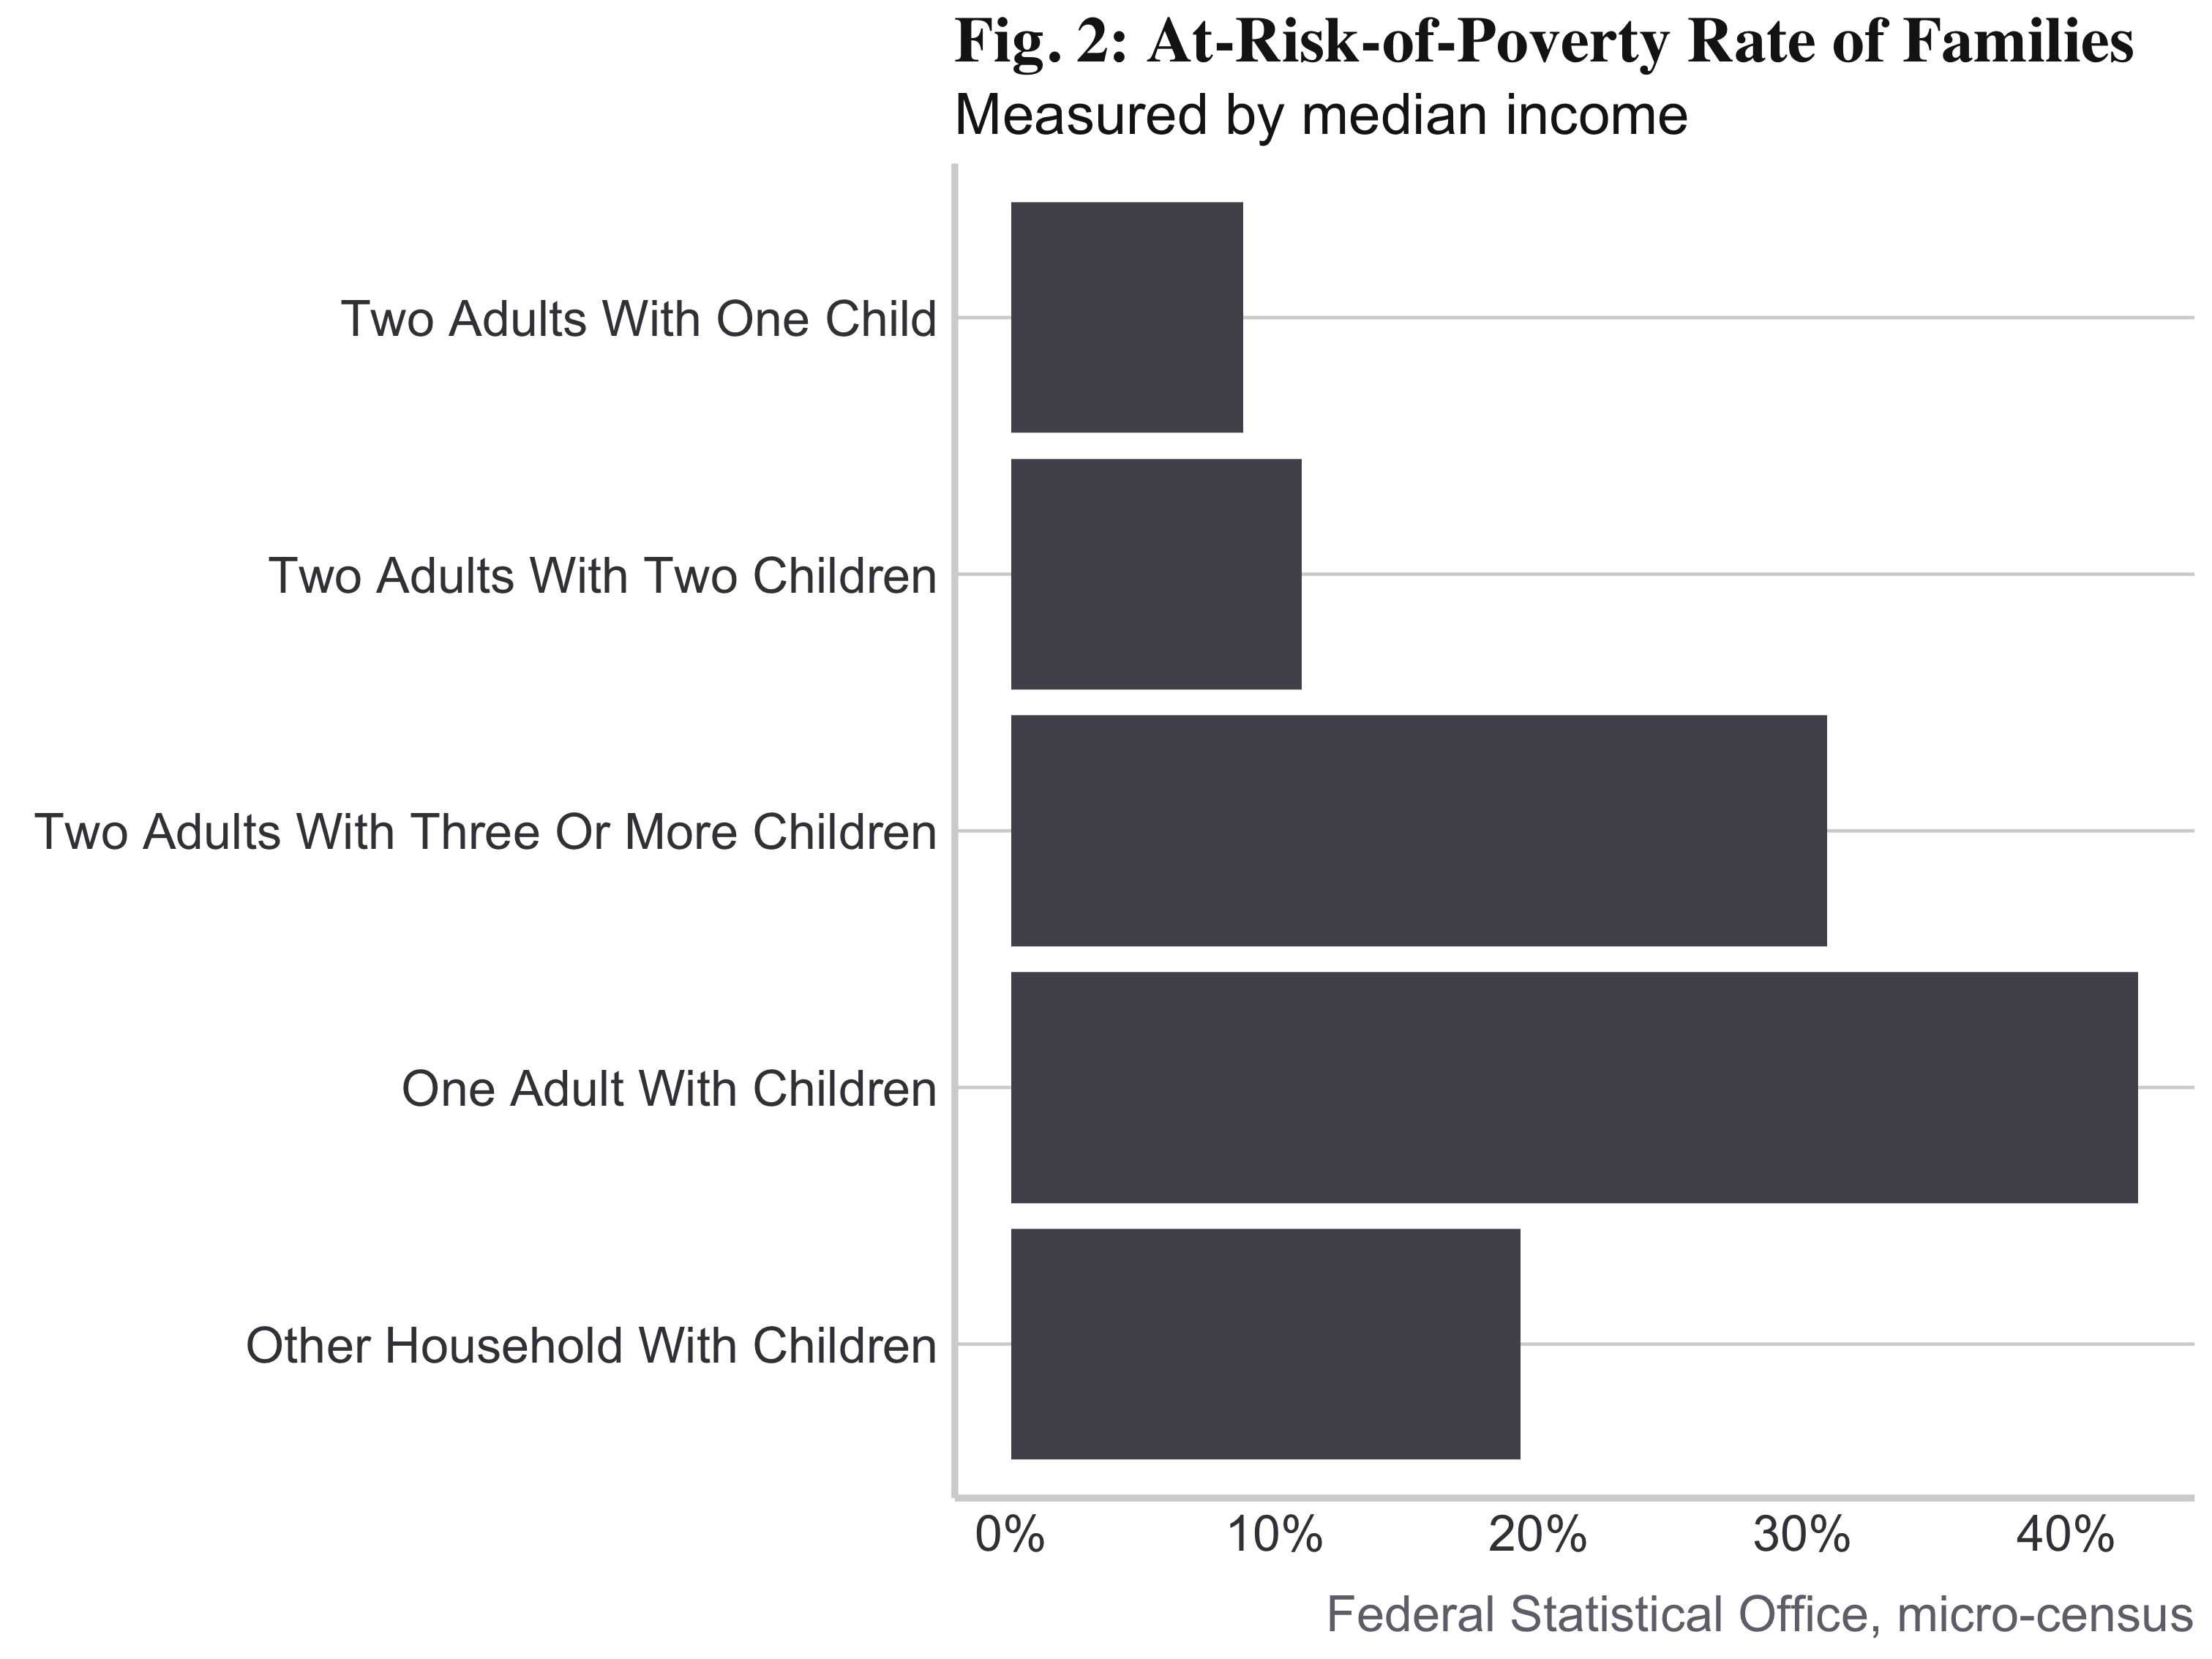 Fig. 2: At-Risk-of-Poverty Rate of Families
Measured by median income
Two Adults With One Child
Two Adults With Two Children
Two Adults With Three Or More Children
One Adult With Children
Other Household With Children
0% 10% 20% 30% 40%
Federal Statistical Office, micro-census